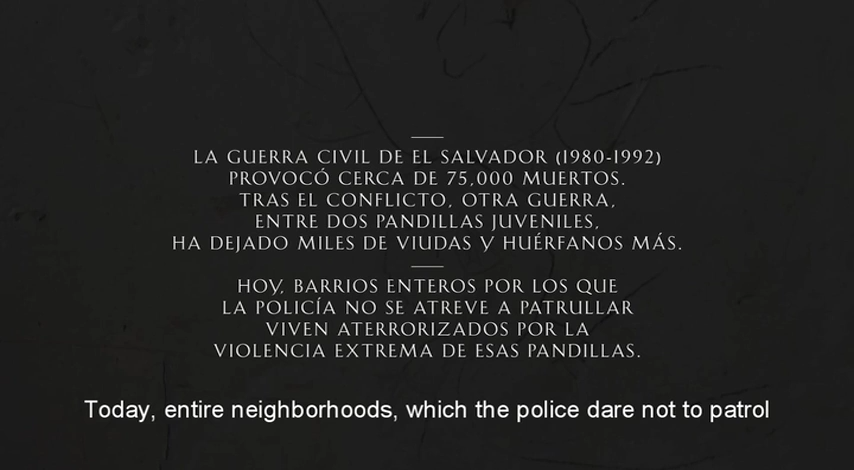 LA GUERRA CIVIL DE EL SALVADOR (1980-1992)
PROVOCÓ CERCA DE 75,000 MUERTOS.
TRAS EL CONFLICTO, OTRA GUERRA,
ENTRE DOS PANDILLAS JUVENILES,
HA DEJADO MILES DE VIUDAS Y HUÉRFANOS MÁS.
HOY, BARRIOS ENTEROS POR LOS QUE
LA POLICÍA NO SE ATREVE A PATRULLAR
VIVEN ATERRORIZADOS POR LA
VIOLENCIA EXTREMA DE ESAS PANDILLAS.
Today, entire neighborhoods, which the police dare not to patrol